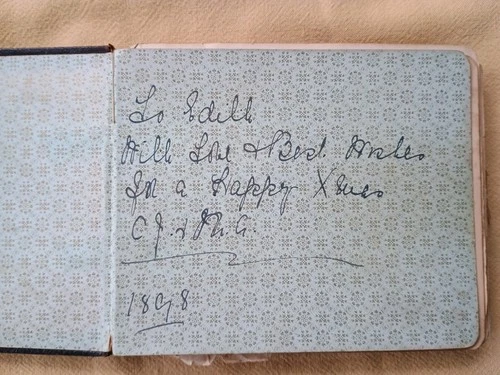 To Edith
With Love & Best Wishes
for a Happy Xmas
C.J. & M.G.
1898